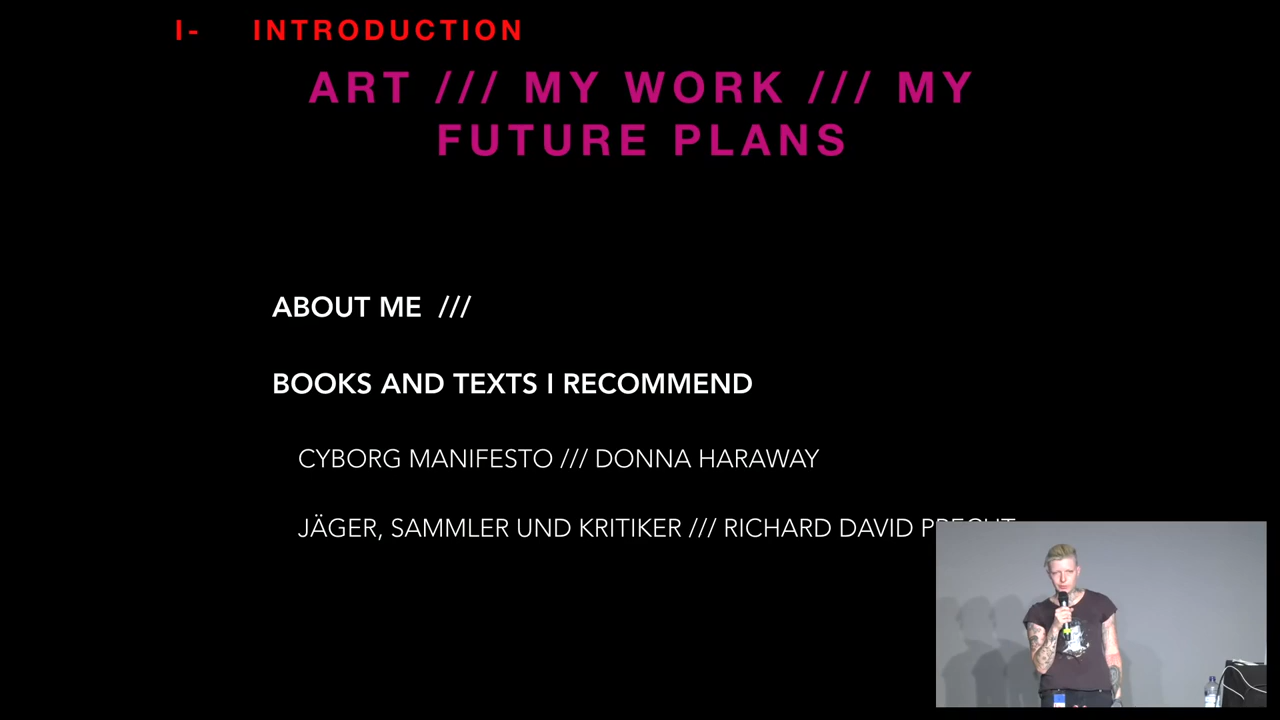 I- INTRODUCTION
ART /// MY WORK /// MY
FUTURE PLANS
ABOUT ME ///
BOOKS AND TEXTS I RECOMMEND
CYBORG MANIFESTO /// DONNA HARAWAY
JÄGER, SAMMLER UND KRITIKER /// RICHARD DAVID PRECHT